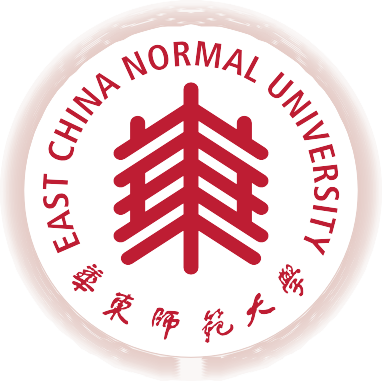 EAST CHINA NORMAL UNIVERSITY
華東師範大學